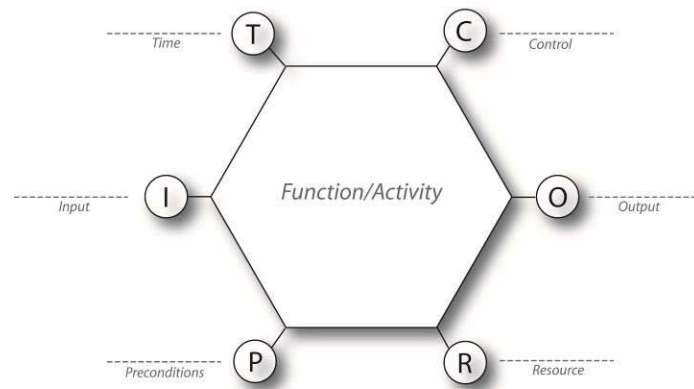 T
C
Time
Control
Function/Activity
I
O
Input
Output
P
R
Preconditions
Resource